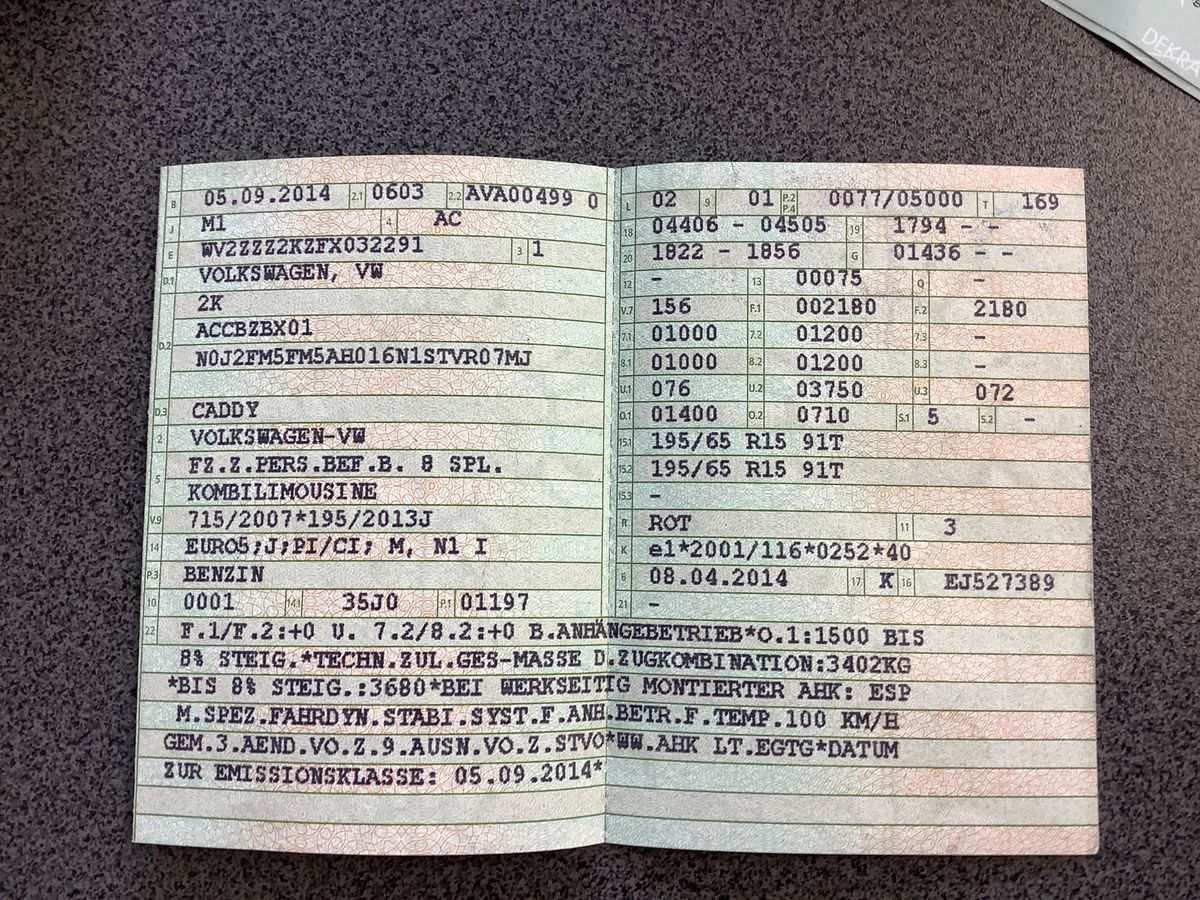 DEKRA
B 05.09.2014 2.1 0603 2.2 AVA00499 0
J M1 4 AC
E WV2ZZZ2KZFX032291 3 1
D.1 VOLKSWAGEN, VW
2K
D.2 ACCBZBX01
N0J2FM5FM5AH016N1STVR07MJ
D.3 CADDY
2 VOLKSWAGEN-VW
5 FZ.Z.PERS.BEF.B. 8 SPL.
KOMBILIMOUSINE
V.9 715/2007*195/2013J
14 EURO5;J;PI/CI; M, N1 I
P.3 BENZIN
10 0001 14.1 35J0 P.1 01197
L 02 9 01 P.2 P.4 0077/05000 T 169
18 04406 - 04505 19 1794 - -
20 1822 - 1856 G 01436 - -
12 - 13 00075 Q -
V.7 156 F.1 002180 F.2 2180
7.1 01000 7.2 01200 7.3 -
8.1 01000 8.2 01200 8.3 -
U.1 076 U.2 03750 U.3 072
O.1 01400 O.2 0710 S.1 5 S.2 -
15.1 195/65 R15 91T
15.2 195/65 R15 91T
15.3 -
R ROT 11 3
K e1*2001/116*0252*40
6 08.04.2014 17 K 16 EJ527389
21 -
22 F.1/F.2:+0 U. 7.2/8.2:+0 B.ANHÄNGEBETRIEB*O.1:1500 BIS
8% STEIG.*TECHN.ZUL.GES-MASSE D.ZUGKOMBINATION:3402KG
*BIS 8% STEIG.:3680*BEI WERKSEITIG MONTIERTER AHK: ESP
M.SPEZ.FAHRDYN.STABI.SYST.F.ANH.BETR.F.TEMP.100 KM/H
GEM.3.AEND.VO.Z.9.AUSN.VO.Z.STVO*WW.AHK LT.EGTG*DATUM
ZUR EMISSIONSKLASSE: 05.09.2014*